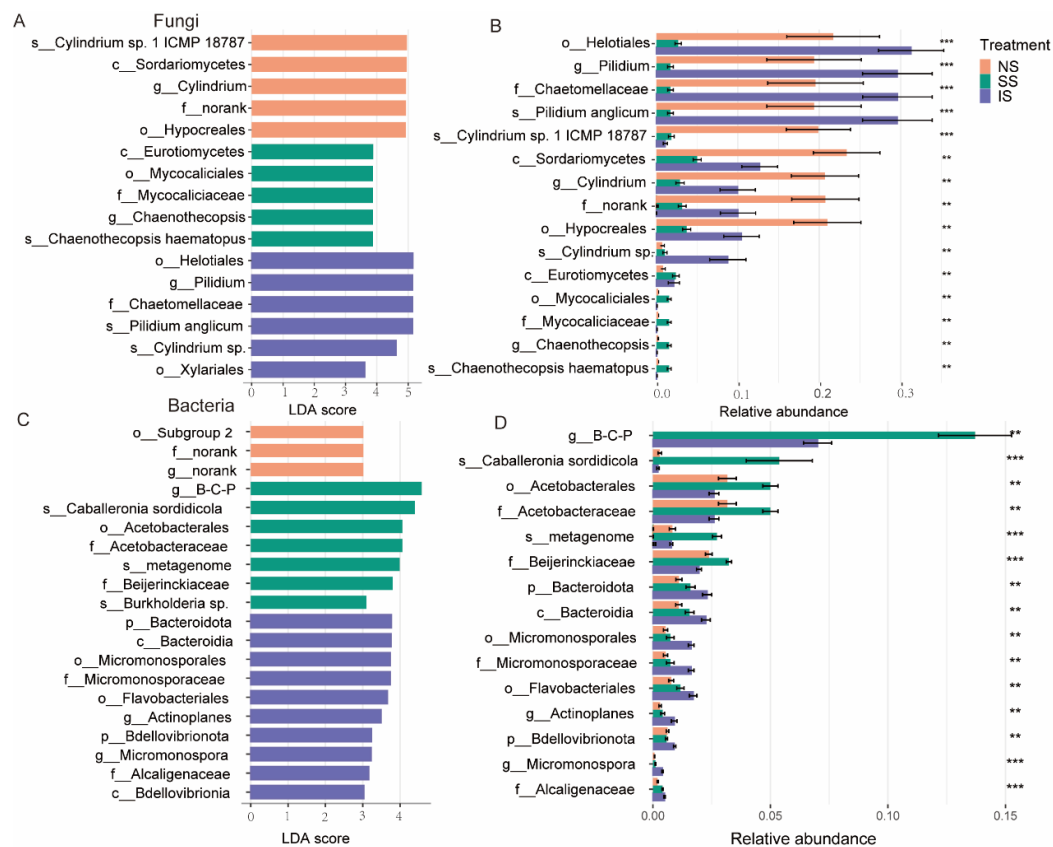 A
Fungi
s__Cylindrium sp. 1 ICMP 18787
c__Sordariomycetes
g__Cylindrium
f__norank
o__Hypocreales
c__Eurotiomycetes
o__Mycocaliciales
f__Mycocaliciaceae
g__Chaenothecopsis
s__Chaenothecopsis haematopus
o__Helotiales
g__Pilidium
f__Chaetomellaceae
s__Pilidium anglicum
s__Cylindrium sp.
o__Xylariales
0 1 2 3 4 5
LDA score
B
o__Helotiales ***
g__Pilidium ***
f__Chaetomellaceae ***
s__Pilidium anglicum ***
s__Cylindrium sp. 1 ICMP 18787 ***
c__Sordariomycetes **
g__Cylindrium **
f__norank **
o__Hypocreales **
s__Cylindrium sp. **
c__Eurotiomycetes **
o__Mycocaliciales **
f__Mycocaliciaceae **
g__Chaenothecopsis **
s__Chaenothecopsis haematopus **
0.0 0.1 0.2 0.3
Relative abundance
Treatment
NS
SS
IS
C
Bacteria
o__Subgroup 2
f__norank
g__norank
g__B-C-P
s__Caballeronia sordidicola
o__Acetobacterales
f__Acetobacteraceae
s__metagenome
f__Beijerinckiaceae
s__Burkholderia sp.
p__Bacteroidota
c__Bacteroidia
o__Micromonosporales
f__Micromonosporaceae
o__Flavobacteriales
g__Actinoplanes
p__Bdellovibrionota
g__Micromonospora
f__Alcaligenaceae
c__Bdellovibrionia
0 1 2 3 4
LDA score
D
g__B-C-P **
s__Caballeronia sordidicola ***
o__Acetobacterales **
f__Acetobacteraceae **
s__metagenome ***
f__Beijerinckiaceae ***
p__Bacteroidota **
c__Bacteroidia **
o__Micromonosporales **
f__Micromonosporaceae **
o__Flavobacteriales **
g__Actinoplanes **
p__Bdellovibrionota **
g__Micromonospora ***
f__Alcaligenaceae ***
0.00 0.05 0.10 0.15
Relative abundance